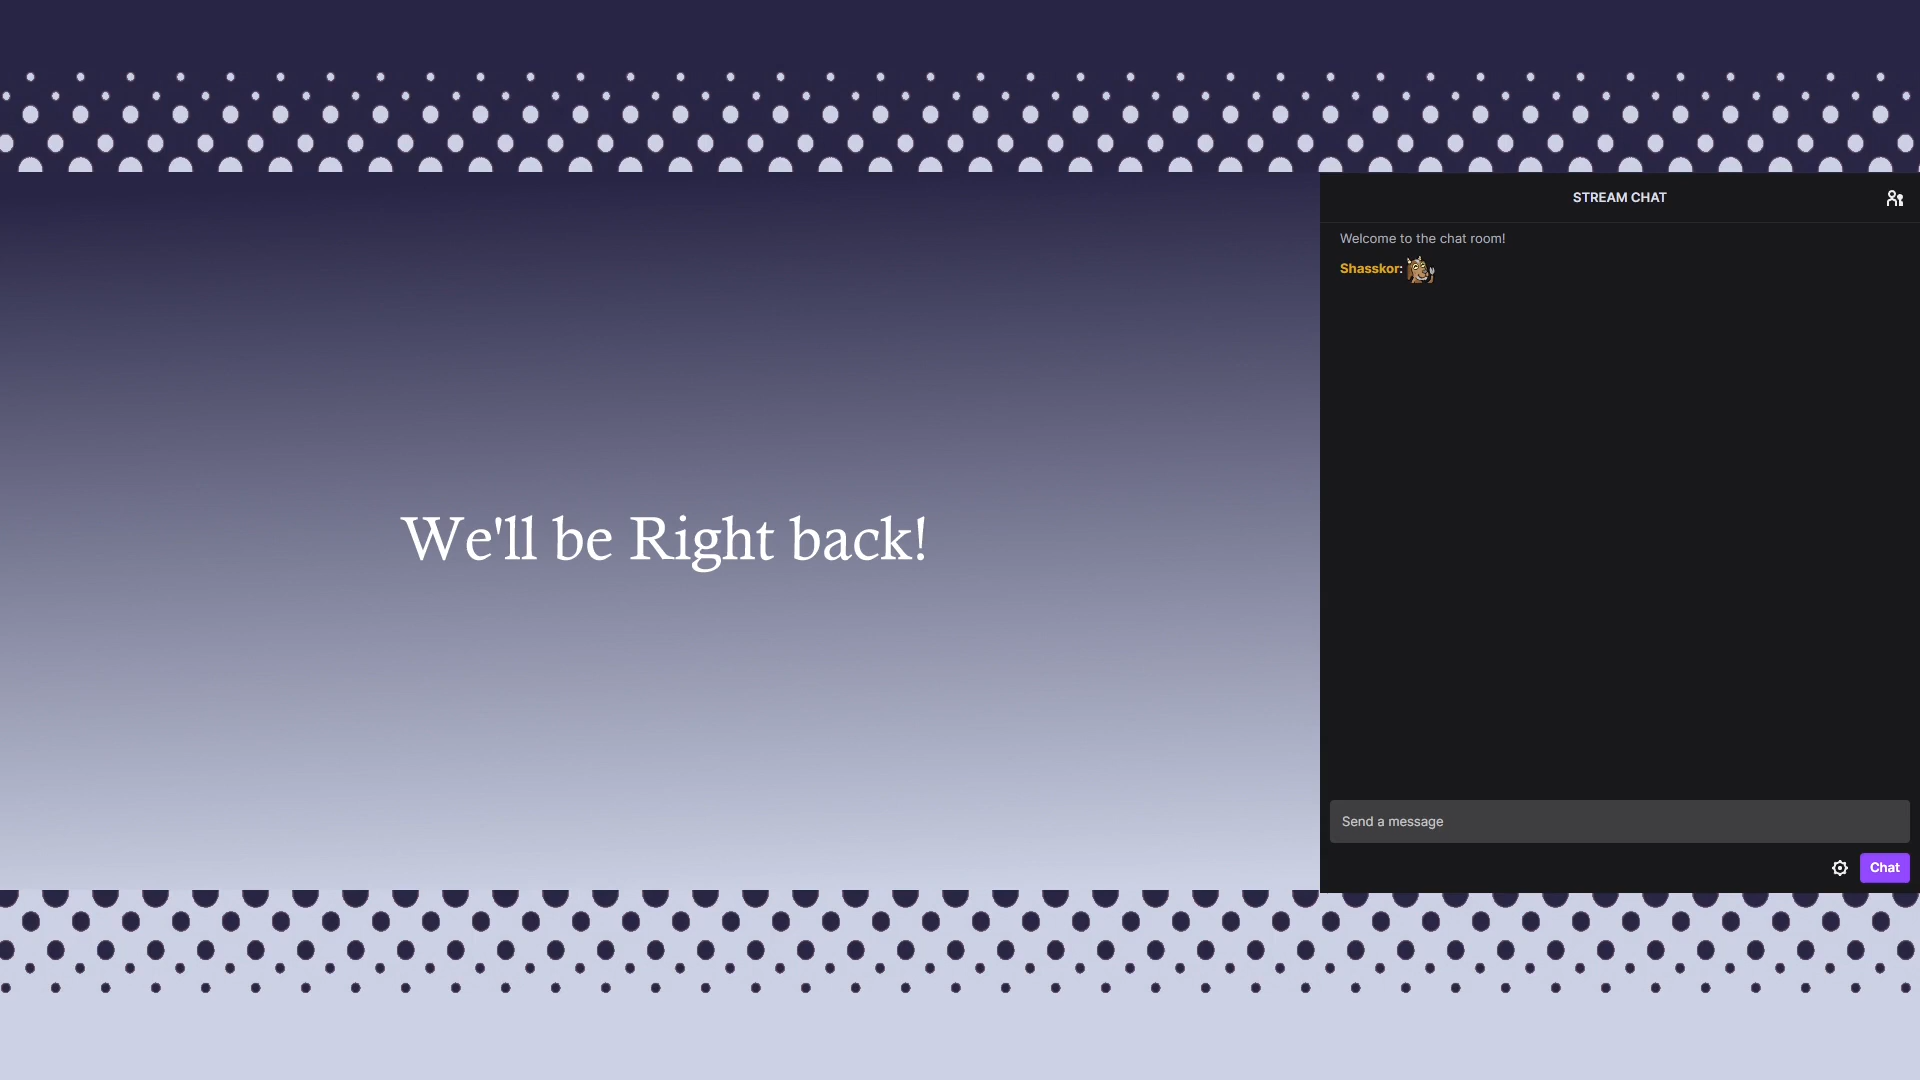 STREAM CHAT
Welcome to the chat room!
Shasskor:
We'll be Right back!
Send a message
Chat